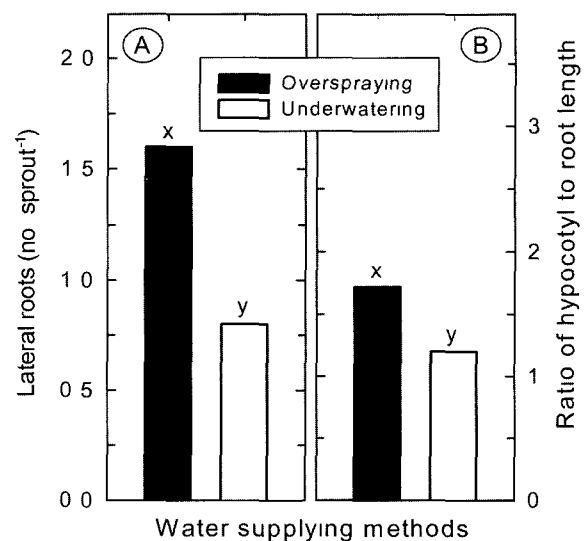 A
B
Overspraying
Underwatering
2 0
1 5
1 0
0 5
0 0
Lateral roots (no sprout⁻¹)
x
y
x
y
3
2
1
0
Ratio of hypocotyl to root length
Water supplying methods